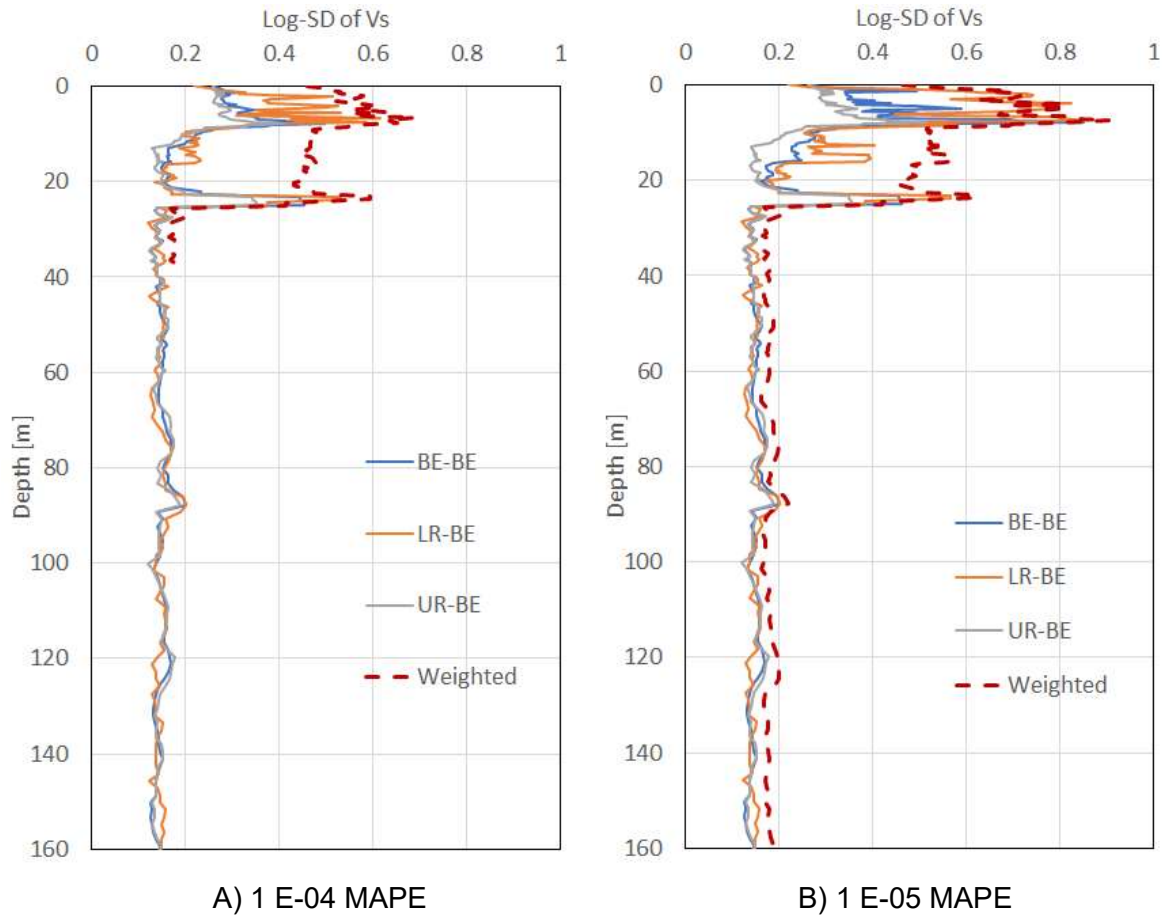 Log-SD of Vs
0 0.2 0.4 0.6 0.8 1
0
20
40
60
80
100
120
140
160
Depth [m]
BE-BE
LR-BE
UR-BE
Weighted
A) 1 E-04 MAPE
Log-SD of Vs
0 0.2 0.4 0.6 0.8 1
0
20
40
60
80
100
120
140
160
Depth [m]
BE-BE
LR-BE
UR-BE
Weighted
B) 1 E-05 MAPE